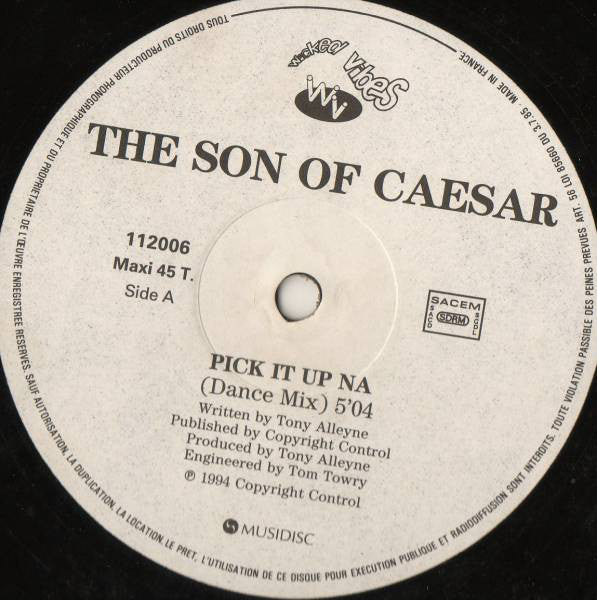 wicked vibes
THE SON OF CAESAR
112006
Maxi 45 T.
Side A
SACEM
SACD
SDRM
SCDL
PICK IT UP NA
(Dance Mix) 5'04
Written by Tony Alleyne
Published by Copyright Control
Produced by Tony Alleyne
Engineered by Tom Towry
℗ 1994 Copyright Control
MUSIDISC
TOUS DROITS DU PRODUCTEUR PHONOGRAPHIQUE ET DU PROPRIETAIRE DE L'ŒUVRE ENREGISTREE RESERVES. SAUF AUTORISATION, LA DUPLICATION, LA LOCATION, LE PRET, L'UTILISATION DE CE DISQUE POUR EXECUTION PUBLIQUE ET RADIODIFFUSION SONT INTERDITS. TOUTE VIOLATION PASSIBLE DES PEINES PREVUES ART. 56 LOI 85660 DU 3.7.85. MADE IN FRANCE.